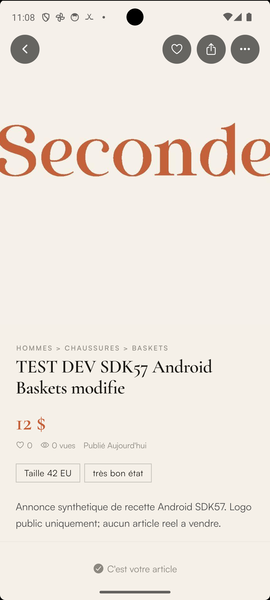 11:08
Seconde
HOMMES > CHAUSSURES > BASKETS
TEST DEV SDK57 Android
Baskets modifie
12 $
0 0 vues Publié Aujourd'hui
Taille 42 EU très bon état
Annonce synthetique de recette Android SDK57. Logo
public uniquement; aucun article reel a vendre.
C'est votre article